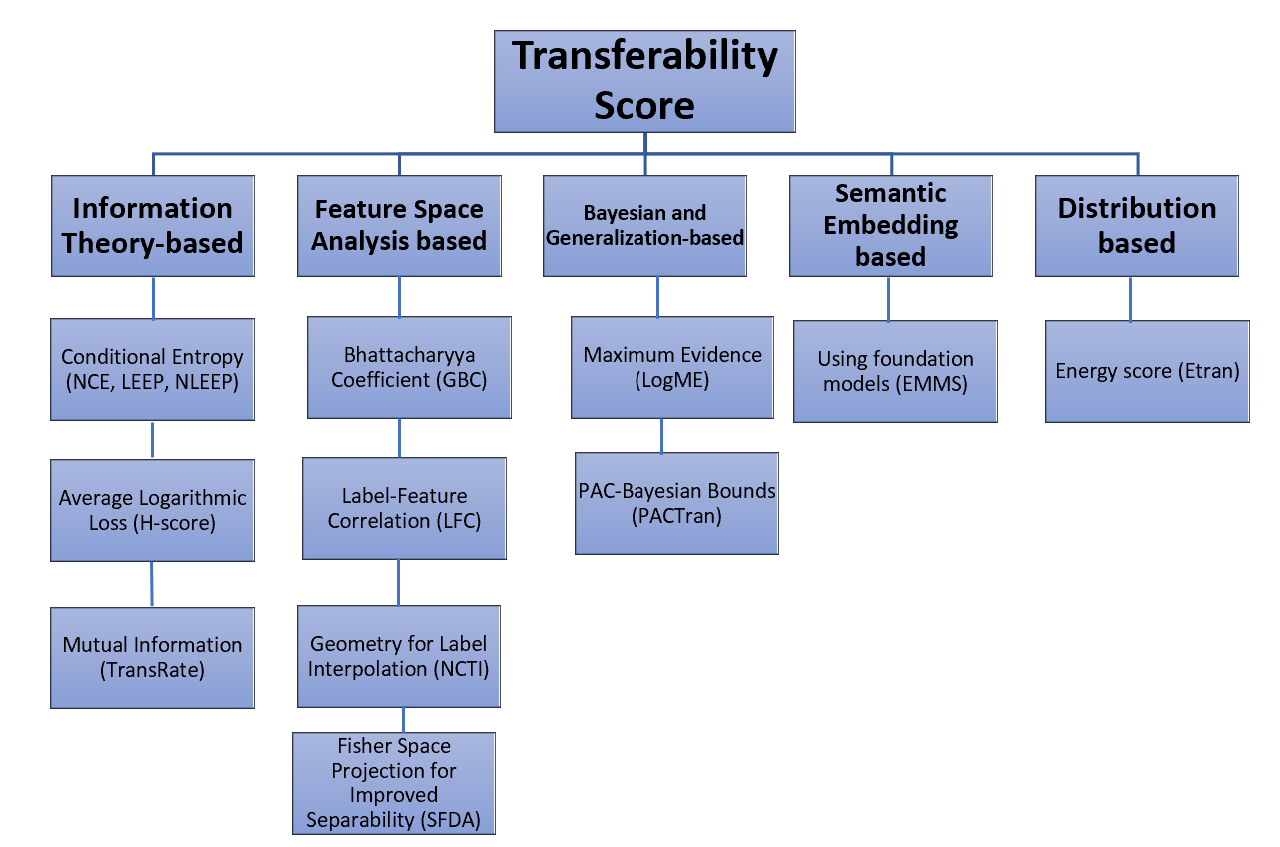 Transferability
Score
Information
Theory-based
Feature Space
Analysis based
Bayesian and
Generalization-based
Semantic
Embedding
based
Distribution
based
Conditional Entropy
(NCE, LEEP, NLEEP)
Bhattacharyya
Coefficient (GBC)
Maximum Evidence
(LogME)
Using foundation
models (EMMS)
Energy score (Etran)
Average Logarithmic
Loss (H-score)
Label-Feature
Correlation (LFC)
PAC-Bayesian Bounds
(PACTran)
Mutual Information
(TransRate)
Geometry for Label
Interpolation (NCTI)
Fisher Space
Projection for
Improved
Separability (SFDA)